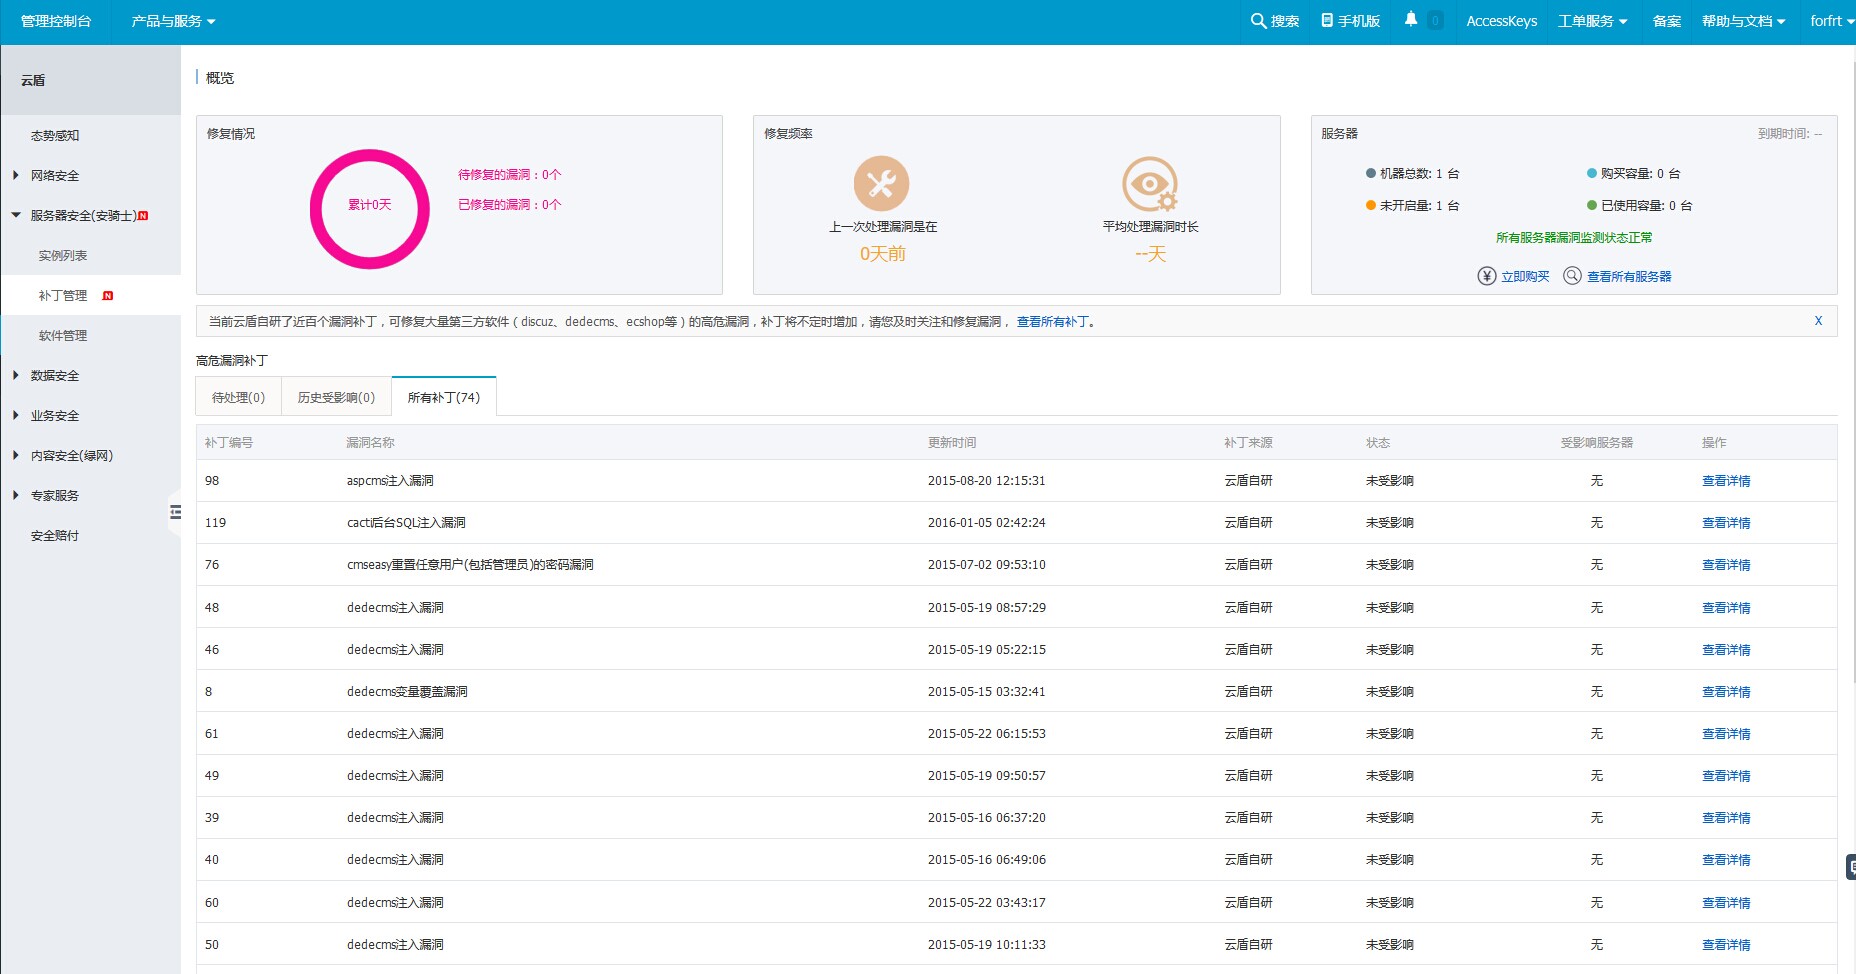 管理控制台 产品与服务 搜索 手机版 0 AccessKeys 工单服务 备案 帮助与文档 forfrt
云盾
态势感知
网络安全
服务器安全(安骑士) N
实例列表
补丁管理 N
软件管理
数据安全
业务安全
内容安全(绿网)
专家服务
安全赔付
概览
修复情况
累计0天
待修复的漏洞：0个
已修复的漏洞：0个
修复频率
上一次处理漏洞是在
0天前
平均处理漏洞时长
--天
服务器 到期时间: --
机器总数: 1 台 购买容量: 0 台
未开启量: 1 台 已使用容量: 0 台
所有服务器漏洞监测状态正常
¥ 立即购买 查看所有服务器
当前云盾自研了近百个漏洞补丁，可修复大量第三方软件（discuz、dedecms、ecshop等）的高危漏洞，补丁将不定时增加，请您及时关注和修复漏洞， 查看所有补丁。 X
高危漏洞补丁
待处理(0) 历史受影响(0) 所有补丁(74)
补丁编号 漏洞名称 更新时间 补丁来源 状态 受影响服务器 操作
98 aspcms注入漏洞 2015-08-20 12:15:31 云盾自研 未受影响 无 查看详情
119 cacti后台SQL注入漏洞 2016-01-05 02:42:24 云盾自研 未受影响 无 查看详情
76 cmseasy重置任意用户(包括管理员)的密码漏洞 2015-07-02 09:53:10 云盾自研 未受影响 无 查看详情
48 dedecms注入漏洞 2015-05-19 08:57:29 云盾自研 未受影响 无 查看详情
46 dedecms注入漏洞 2015-05-19 05:22:15 云盾自研 未受影响 无 查看详情
8 dedecms变量覆盖漏洞 2015-05-15 03:32:41 云盾自研 未受影响 无 查看详情
61 dedecms注入漏洞 2015-05-22 06:15:53 云盾自研 未受影响 无 查看详情
49 dedecms注入漏洞 2015-05-19 09:50:57 云盾自研 未受影响 无 查看详情
39 dedecms注入漏洞 2015-05-16 06:37:20 云盾自研 未受影响 无 查看详情
40 dedecms注入漏洞 2015-05-16 06:49:06 云盾自研 未受影响 无 查看详情
60 dedecms注入漏洞 2015-05-22 03:43:17 云盾自研 未受影响 无 查看详情
50 dedecms注入漏洞 2015-05-19 10:11:33 云盾自研 未受影响 无 查看详情